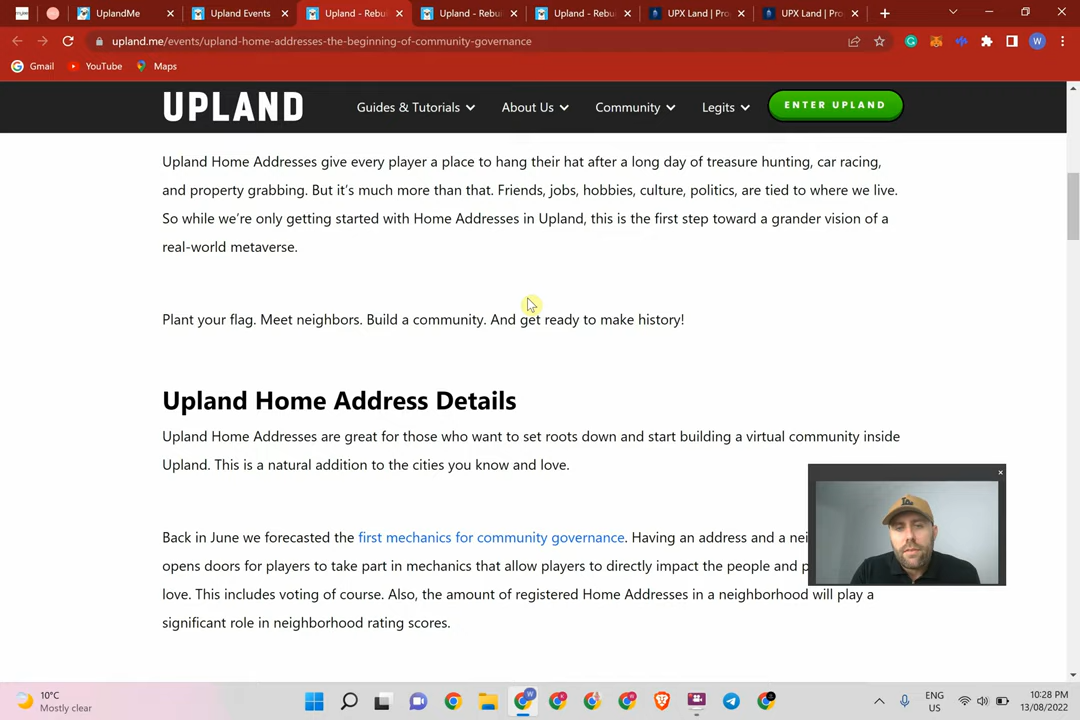 UplandMe
Upland Events
Upland - Rebu
Upland - Rebu
Upland - Rebu
UPX Land | Pro
UPX Land | Pro
upland.me/events/upland-home-addresses-the-beginning-of-community-governance
W
Gmail
YouTube
Maps
UPLAND
Guides & Tutorials
About Us
Community
Legits
ENTER UPLAND
Upland Home Addresses give every player a place to hang their hat after a long day of treasure hunting, car racing,
and property grabbing. But it's much more than that. Friends, jobs, hobbies, culture, politics, are tied to where we live.
So while we're only getting started with Home Addresses in Upland, this is the first step toward a grander vision of a
real-world metaverse.
Plant your flag. Meet neighbors. Build a community. And get ready to make history!
Upland Home Address Details
Upland Home Addresses are great for those who want to set roots down and start building a virtual community inside
Upland. This is a natural addition to the cities you know and love.
Back in June we forecasted the first mechanics for community governance. Having an address and a nei
opens doors for players to take part in mechanics that allow players to directly impact the people and p
love. This includes voting of course. Also, the amount of registered Home Addresses in a neighborhood will play a
significant role in neighborhood rating scores.
10°C
Mostly clear
ENG
US
10:28 PM
13/08/2022